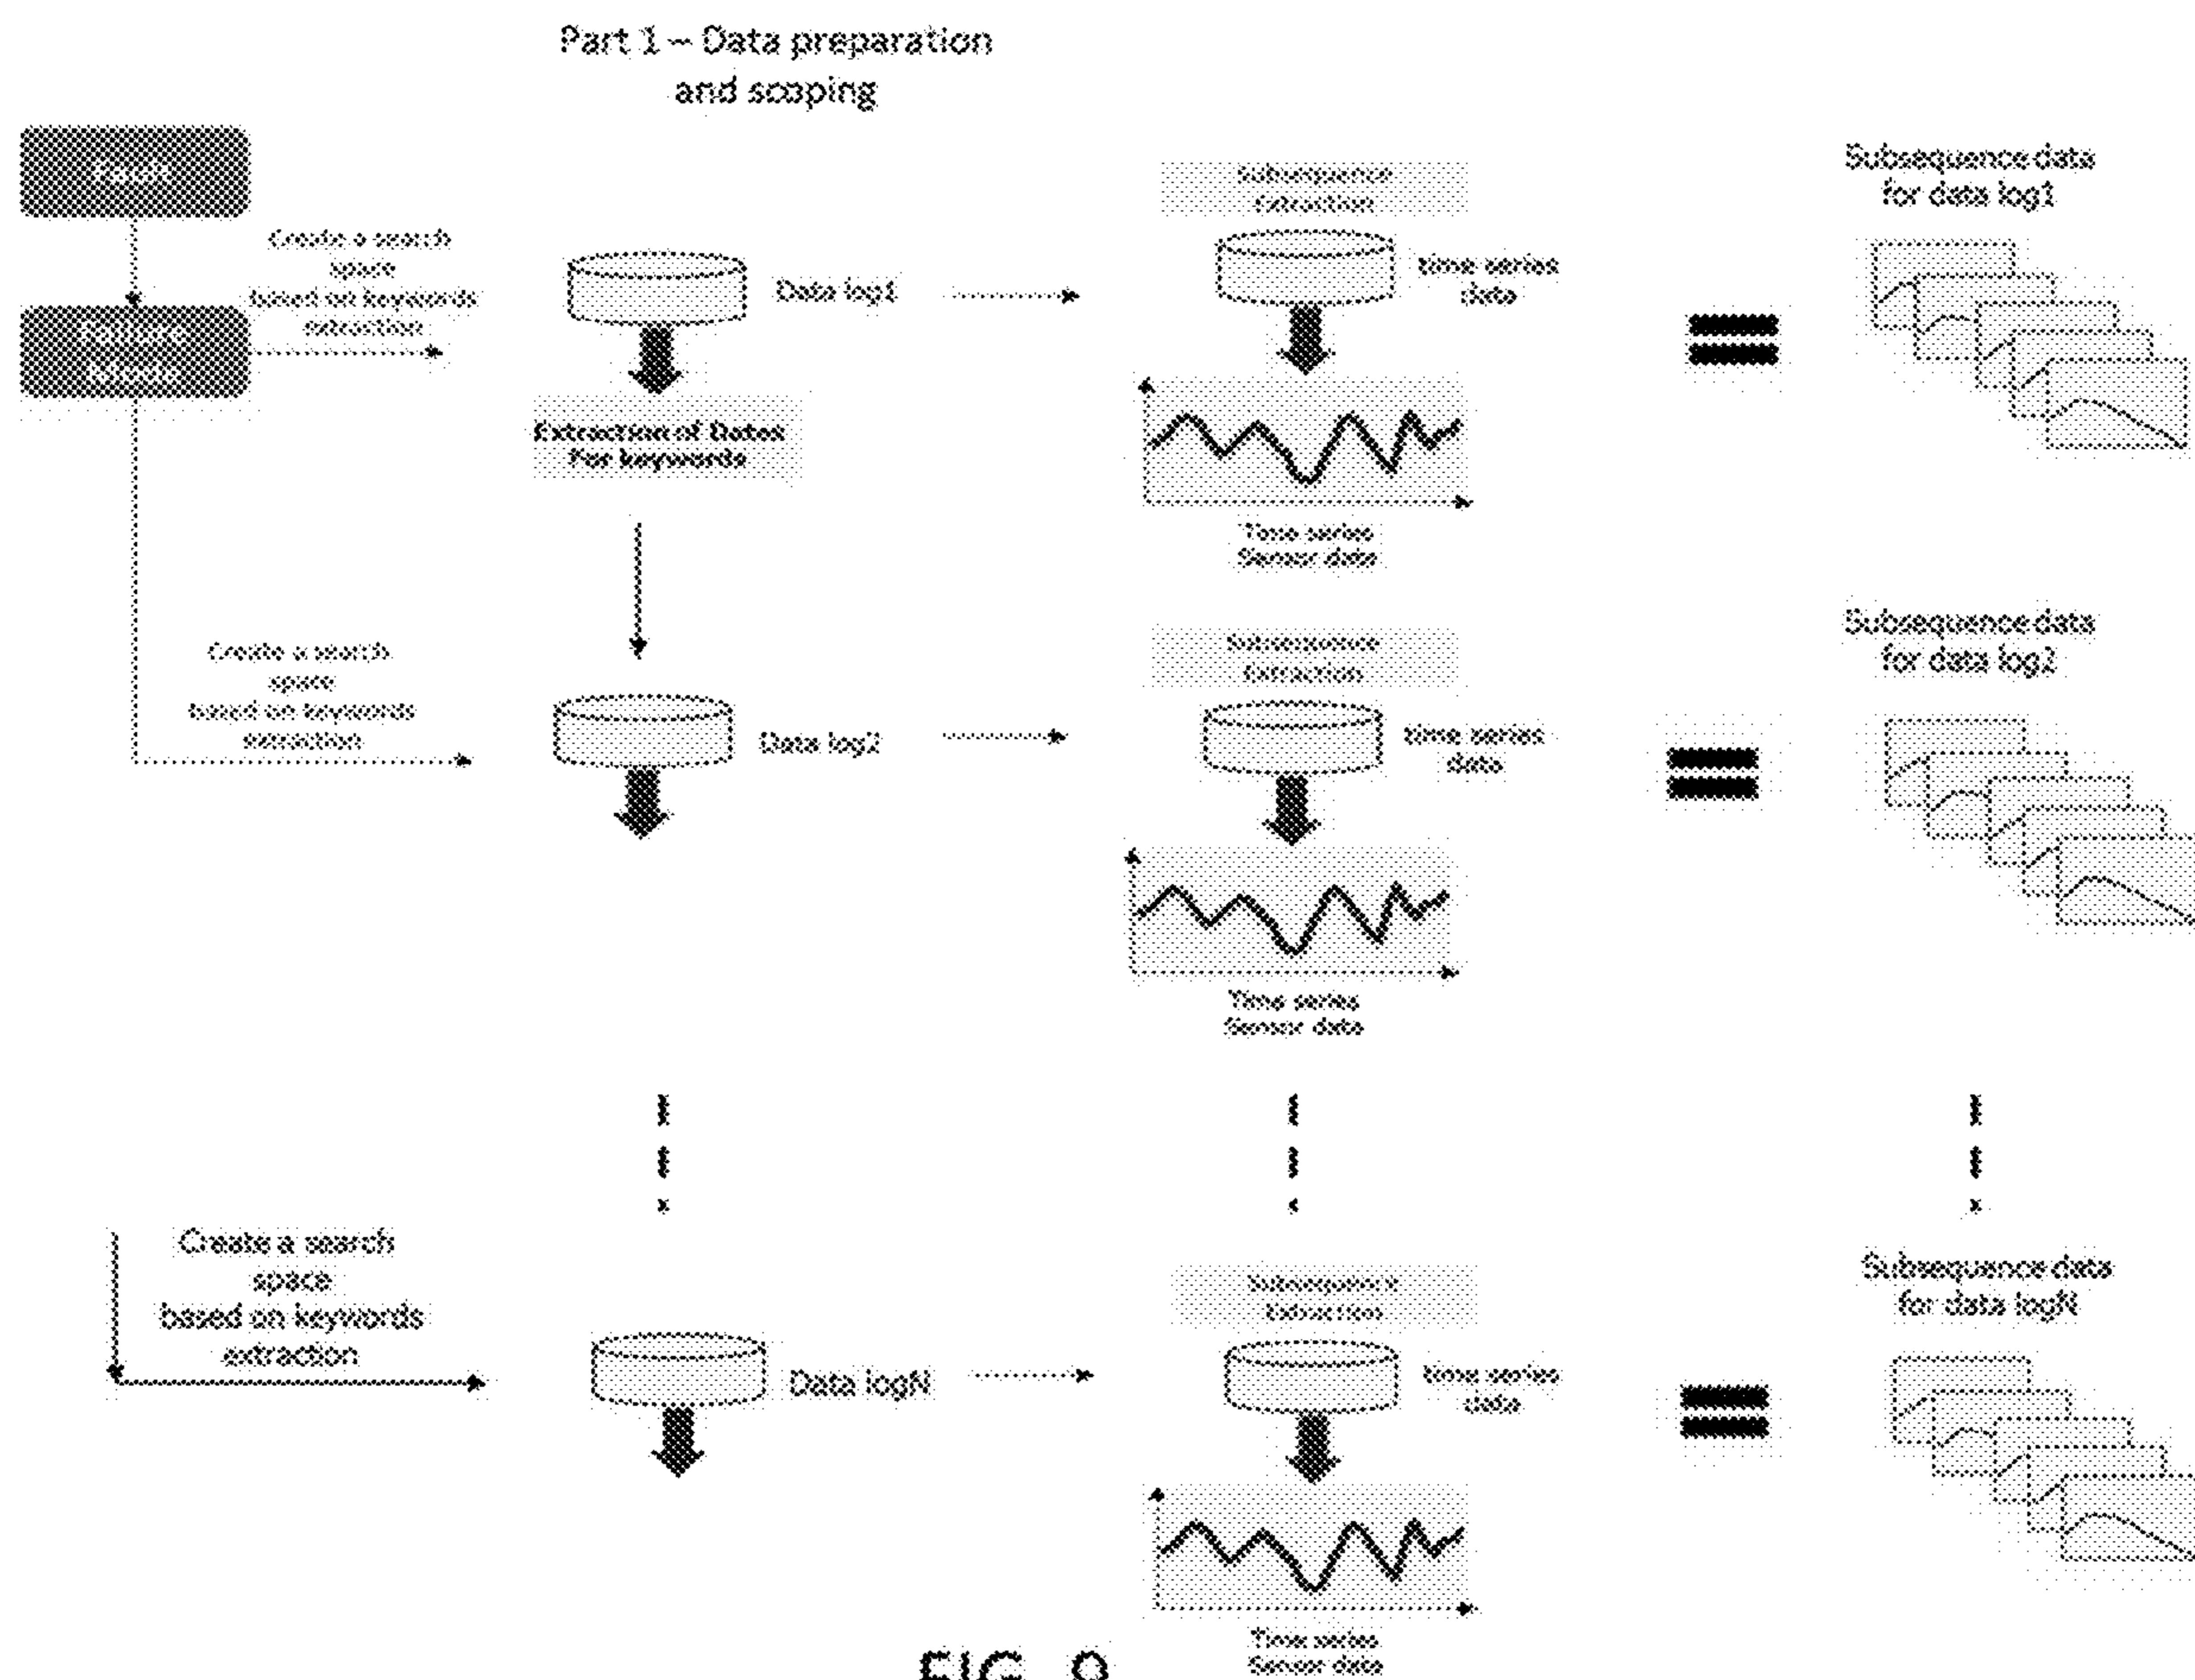 Part 1 – Data preparation
and scoping
Create a search
space
based on keywords
extraction
Data log1
Extraction of Dates
For keywords
Subsequence
Extraction
time series
data
Time series
Sensor data
Subsequence data
for data log1
Create a search
space
based on keywords
extraction
Data log2
Subsequence
Extraction
time series
data
Time series
Sensor data
Subsequence data
for data log2
Create a search
space
based on keywords
extraction
Data logN
Subsequence
Extraction
time series
data
Time series
Sensor data
Subsequence data
for data logN
FIG. 9